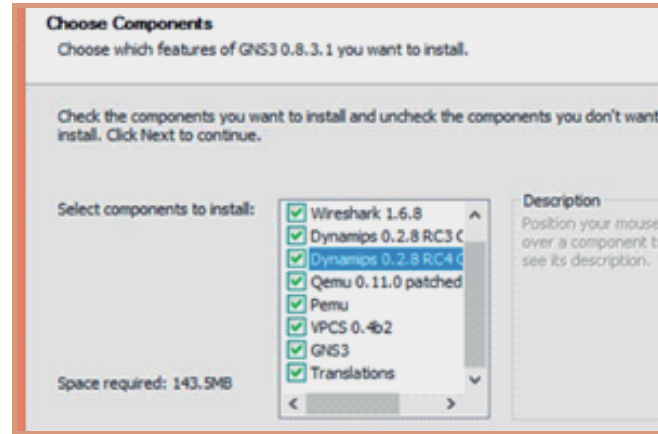 Choose Components
Choose which features of GNS3 0.8.3.1 you want to install.
Check the components you want to install and uncheck the components you don't want
install. Click Next to continue.
Select components to install:
Wireshark 1.6.8
Dynamips 0.2.8 RC3 C
Dynamips 0.2.8 RC4 C
Qemu 0.11.0 patched
Pemu
VPCS 0.4b2
GNS3
Translations
Description
Position your mouse
over a component t
see its description.
Space required: 143.5MB